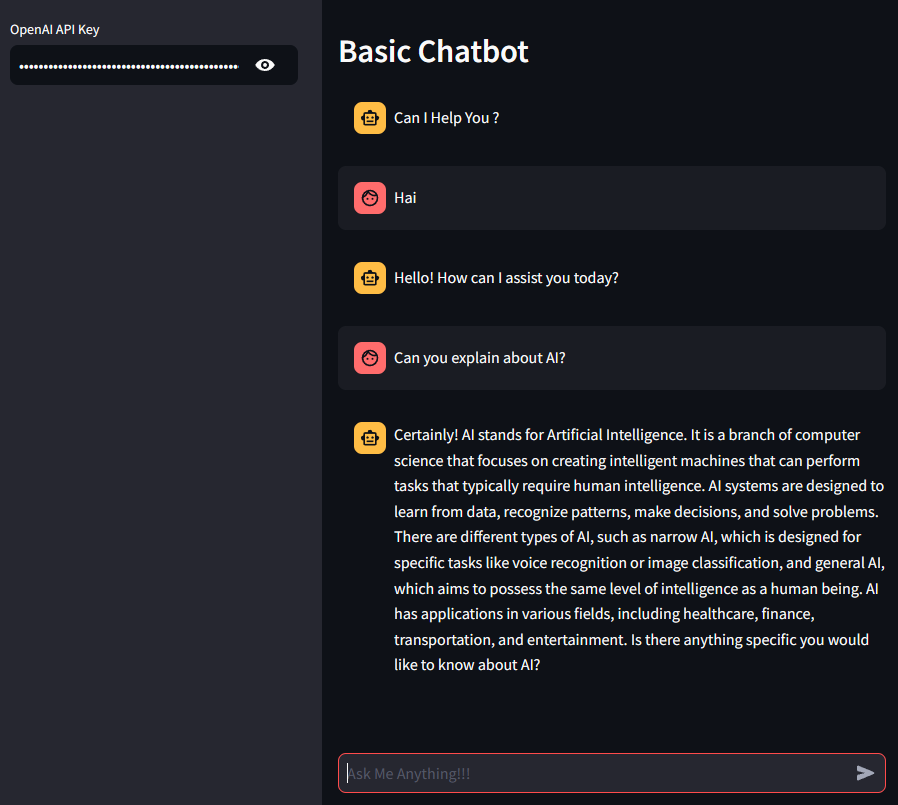 OpenAI API Key
Basic Chatbot
Can I Help You ?
Hai
Hello! How can I assist you today?
Can you explain about AI?
Certainly! AI stands for Artificial Intelligence. It is a branch of computer
science that focuses on creating intelligent machines that can perform
tasks that typically require human intelligence. AI systems are designed to
learn from data, recognize patterns, make decisions, and solve problems.
There are different types of AI, such as narrow AI, which is designed for
specific tasks like voice recognition or image classification, and general AI,
which aims to possess the same level of intelligence as a human being. AI
has applications in various fields, including healthcare, finance,
transportation, and entertainment. Is there anything specific you would
like to know about AI?
Ask Me Anything!!!